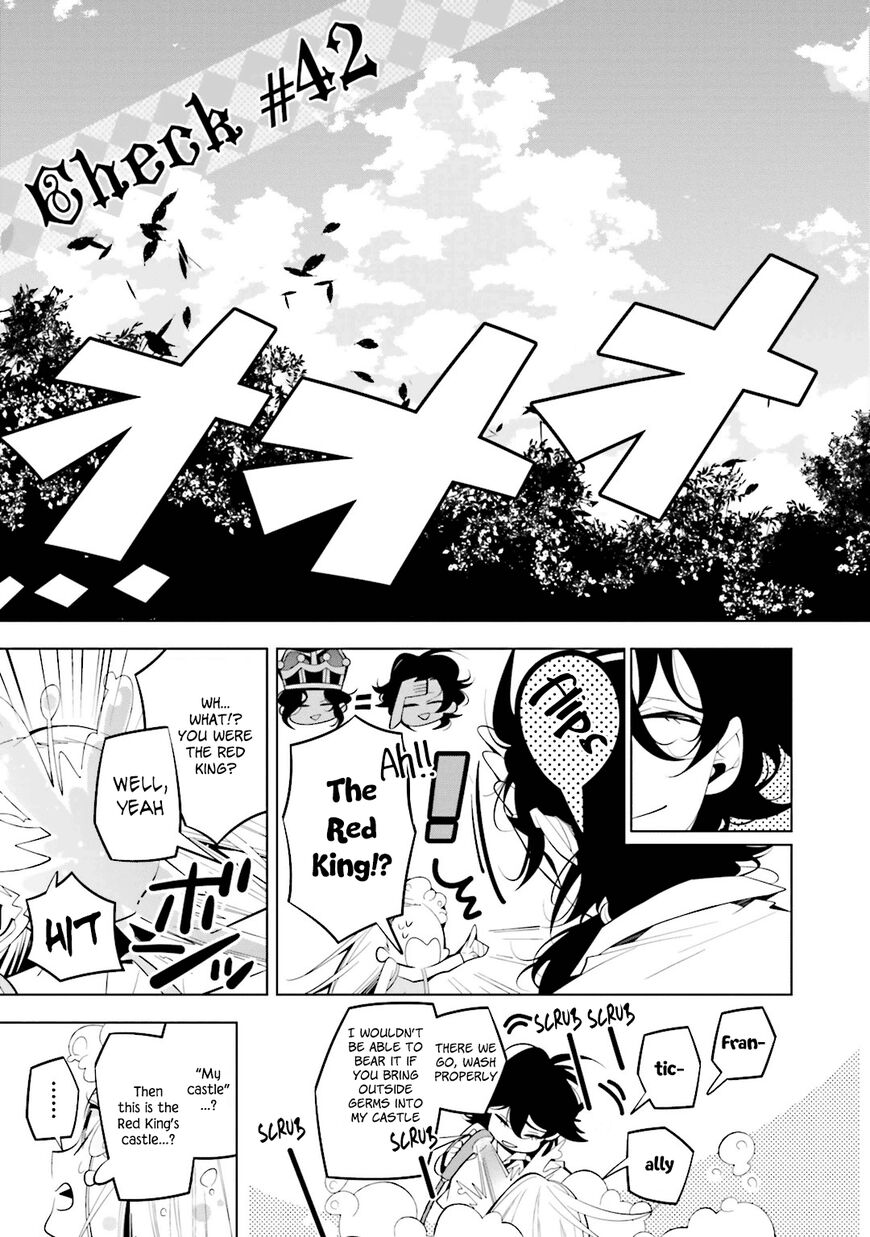 Check #42
オオオ...
flips
Ah!!
The
Red
King!?
!
=
WH...
WHAT!?
YOU WERE
THE RED
KING?
WELL,
YEAH
HIT
ボンッ
Fran-
tic-
ally
SCRUB SCRUB
THERE WE
GO, WASH
PROPERLY
I WOULDN'T
BE ABLE TO
BEAR IT IF
YOU BRING
OUTSIDE
GERMS INTO
MY CASTLE
SCRUB
SCRUB
"My
castle"
...?
Then
this is the
Red King's
castle...?
......